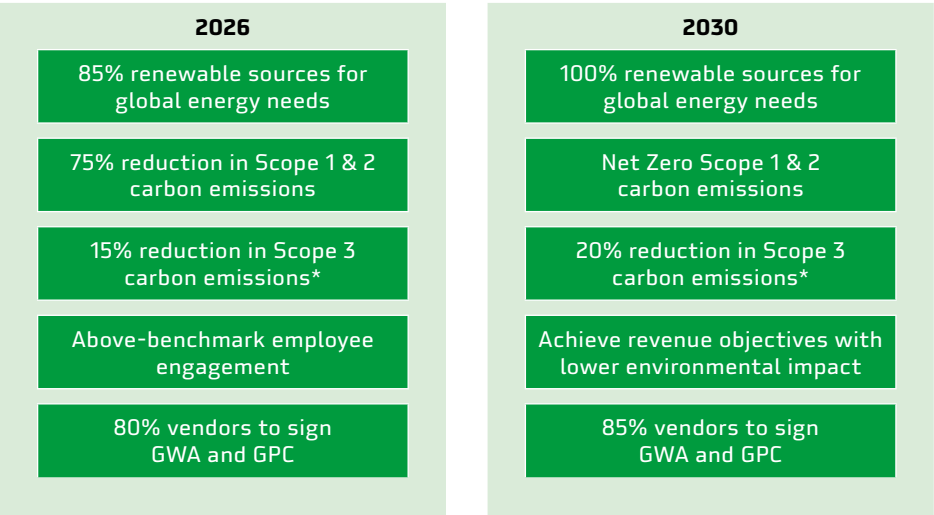 2026
85% renewable sources for
global energy needs
75% reduction in Scope 1 & 2
carbon emissions
15% reduction in Scope 3
carbon emissions*
Above-benchmark employee
engagement
80% vendors to sign
GWA and GPC
2030
100% renewable sources for
global energy needs
Net Zero Scope 1 & 2
carbon emissions
20% reduction in Scope 3
carbon emissions*
Achieve revenue objectives with
lower environmental impact
85% vendors to sign
GWA and GPC